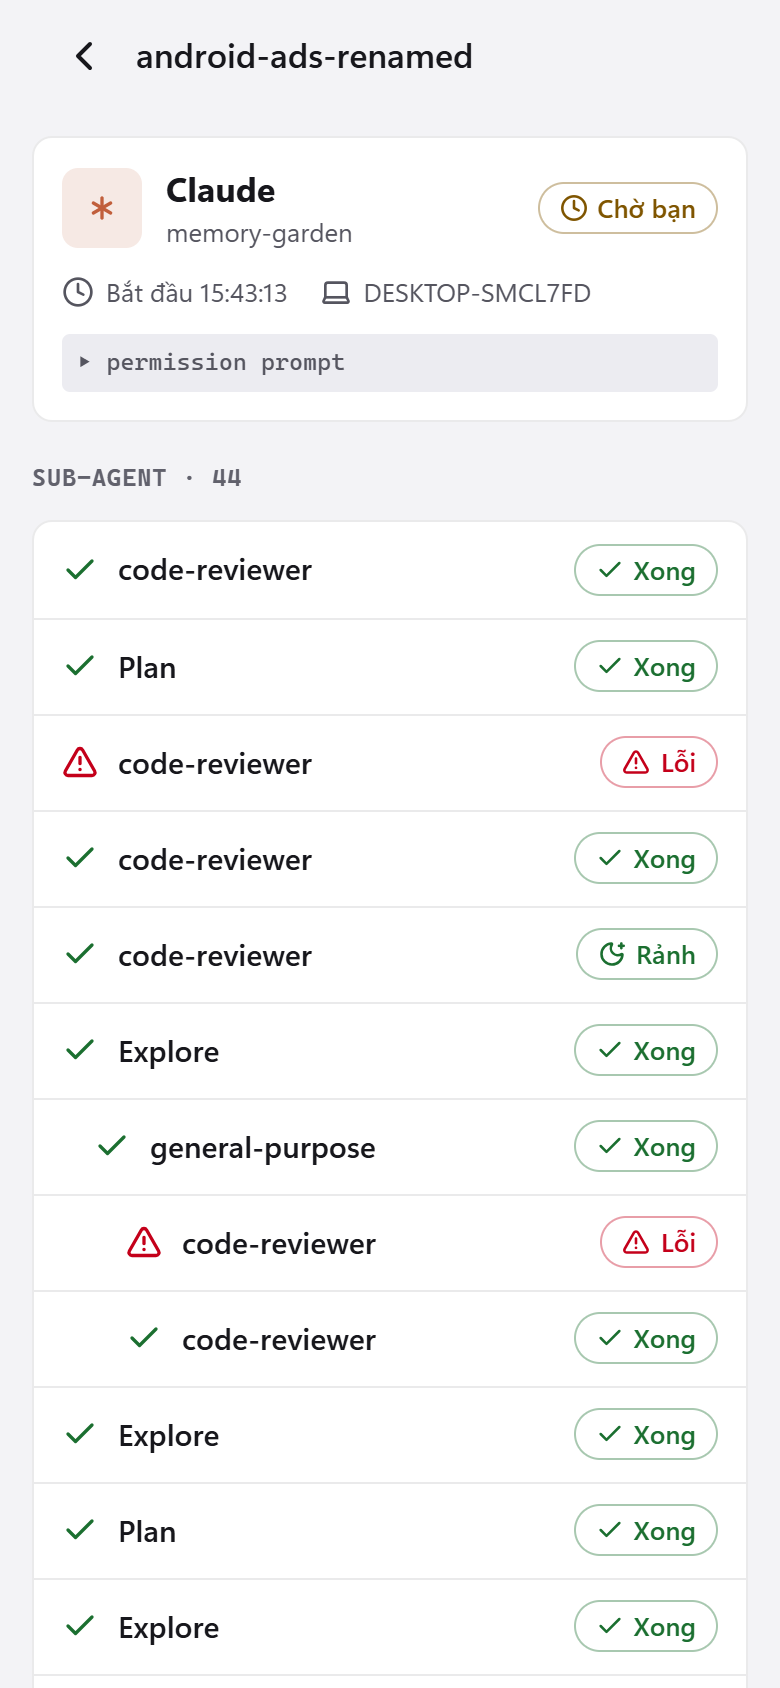 android-ads-renamed
Claude
Chờ bạn
memory-garden
Bắt đầu 15:43:13 DESKTOP-SMCL7FD
permission prompt
SUB-AGENT · 44
code-reviewer Xong
Plan Xong
code-reviewer Lỗi
code-reviewer Xong
code-reviewer Rảnh
Explore Xong
general-purpose Xong
code-reviewer Lỗi
code-reviewer Xong
Explore Xong
Plan Xong
Explore Xong